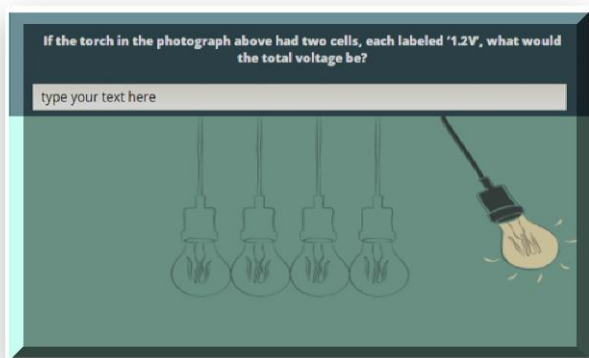 If the torch in the photograph above had two cells, each labeled ‘1.2V’, what would
the total voltage be?
type your text here